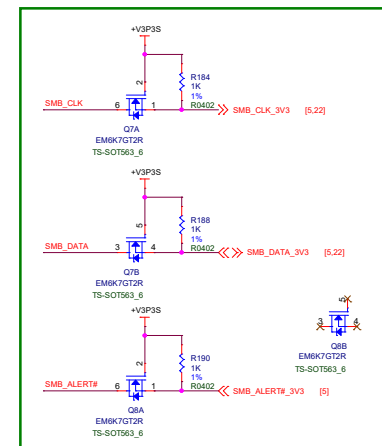 +V3P3S
R184
1K
1%
R0402
2
SMB_CLK
6
1
SMB_CLK_3V3 [5,22]
Q7A
EM6K7GT2R
TS-SOT563_6
+V3P3S
R188
1K
1%
R0402
5
SMB_DATA
3
4
SMB_DATA_3V3 [5,22]
Q7B
EM6K7GT2R
TS-SOT563_6
5
3
4
Q8B
EM6K7GT2R
TS-SOT563_6
+V3P3S
R190
1K
1%
R0402
2
SMB_ALERT#
6
1
SMB_ALERT#_3V3 [5]
Q8A
EM6K7GT2R
TS-SOT563_6